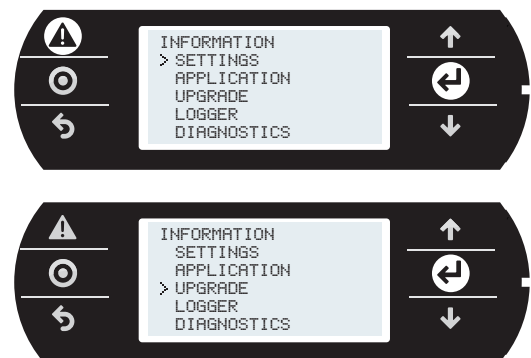 INFORMATION
> SETTINGS
APPLICATION
UPGRADE
LOGGER
DIAGNOSTICS
INFORMATION
SETTINGS
APPLICATION
> UPGRADE
LOGGER
DIAGNOSTICS